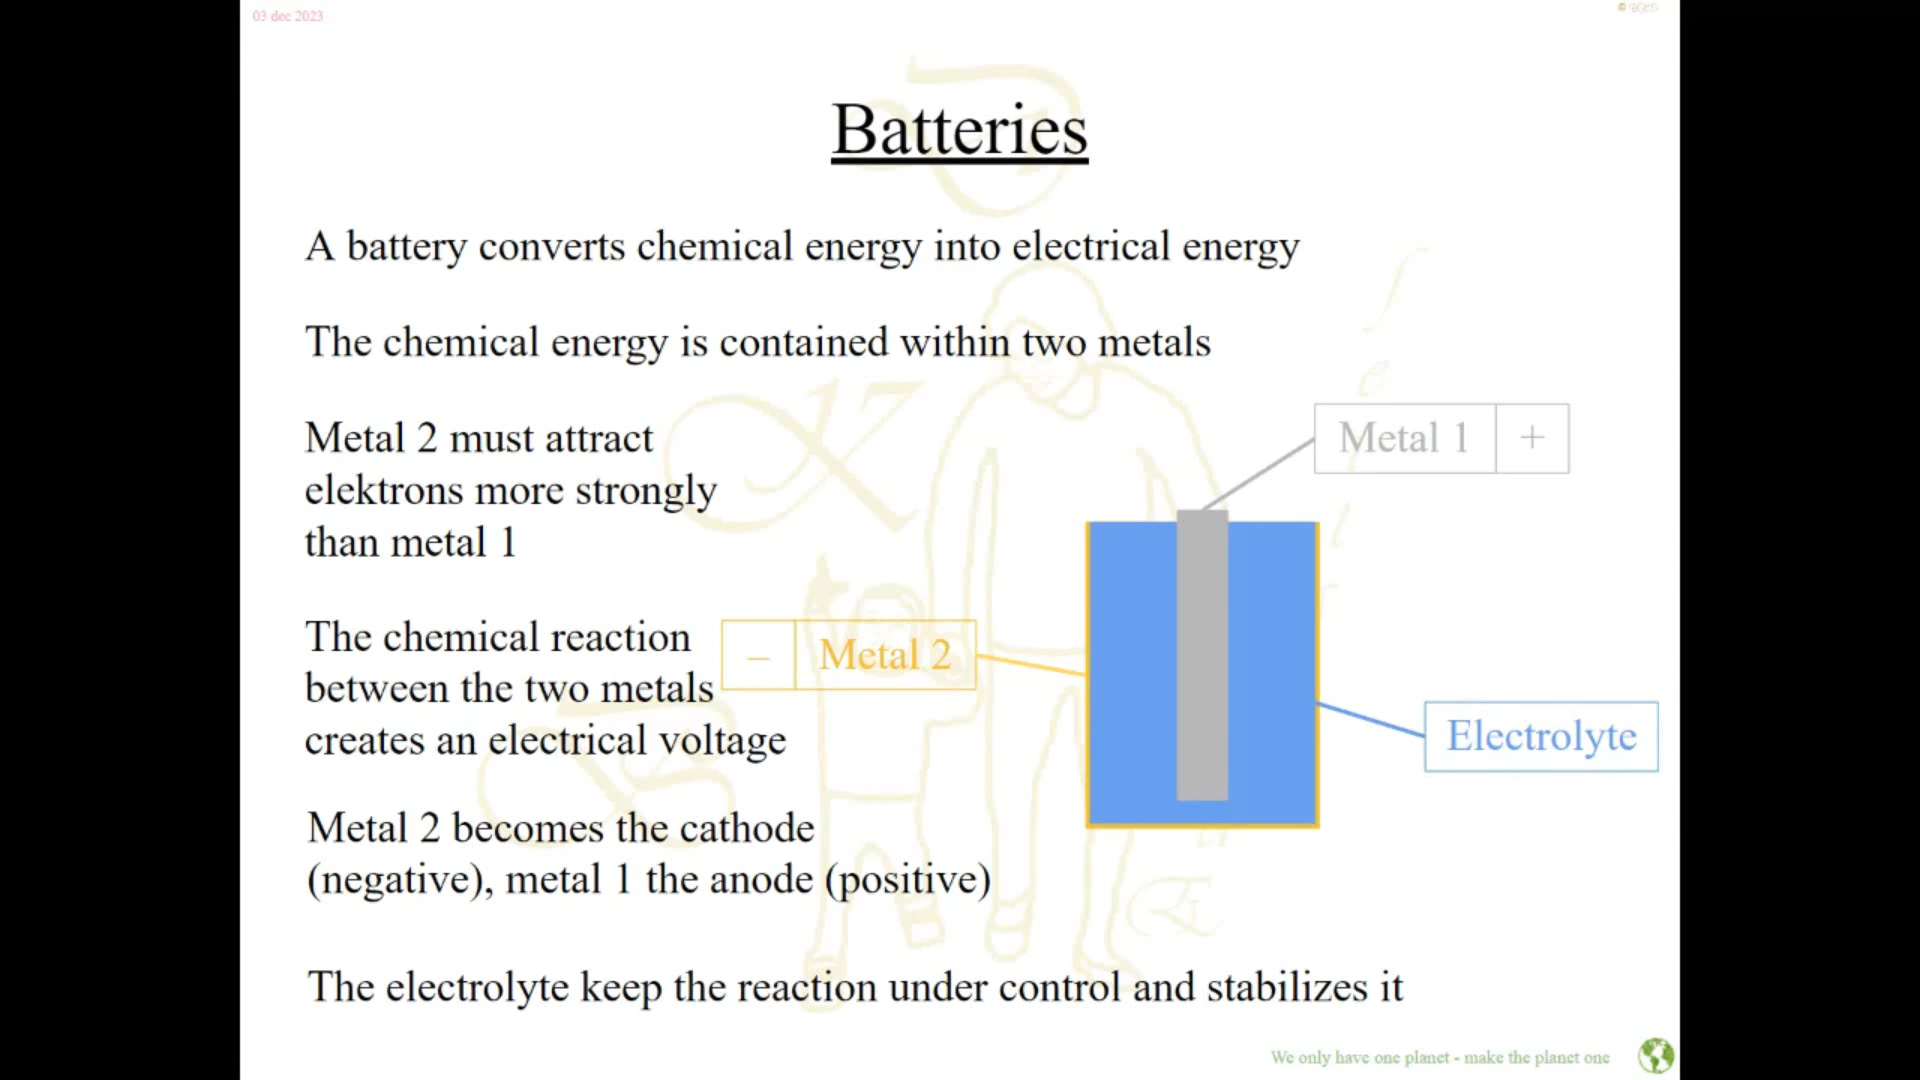 03 dec 2023
Batteries
A battery converts chemical energy into electrical energy
The chemical energy is contained within two metals
Metal 2 must attract
elektrons more strongly
than metal 1
Metal 1 +
The chemical reaction
between the two metals
creates an electrical voltage
– Metal 2
Electrolyte
Metal 2 becomes the cathode
(negative), metal 1 the anode (positive)
The electrolyte keep the reaction under control and stabilizes it
We only have one planet - make the planet one